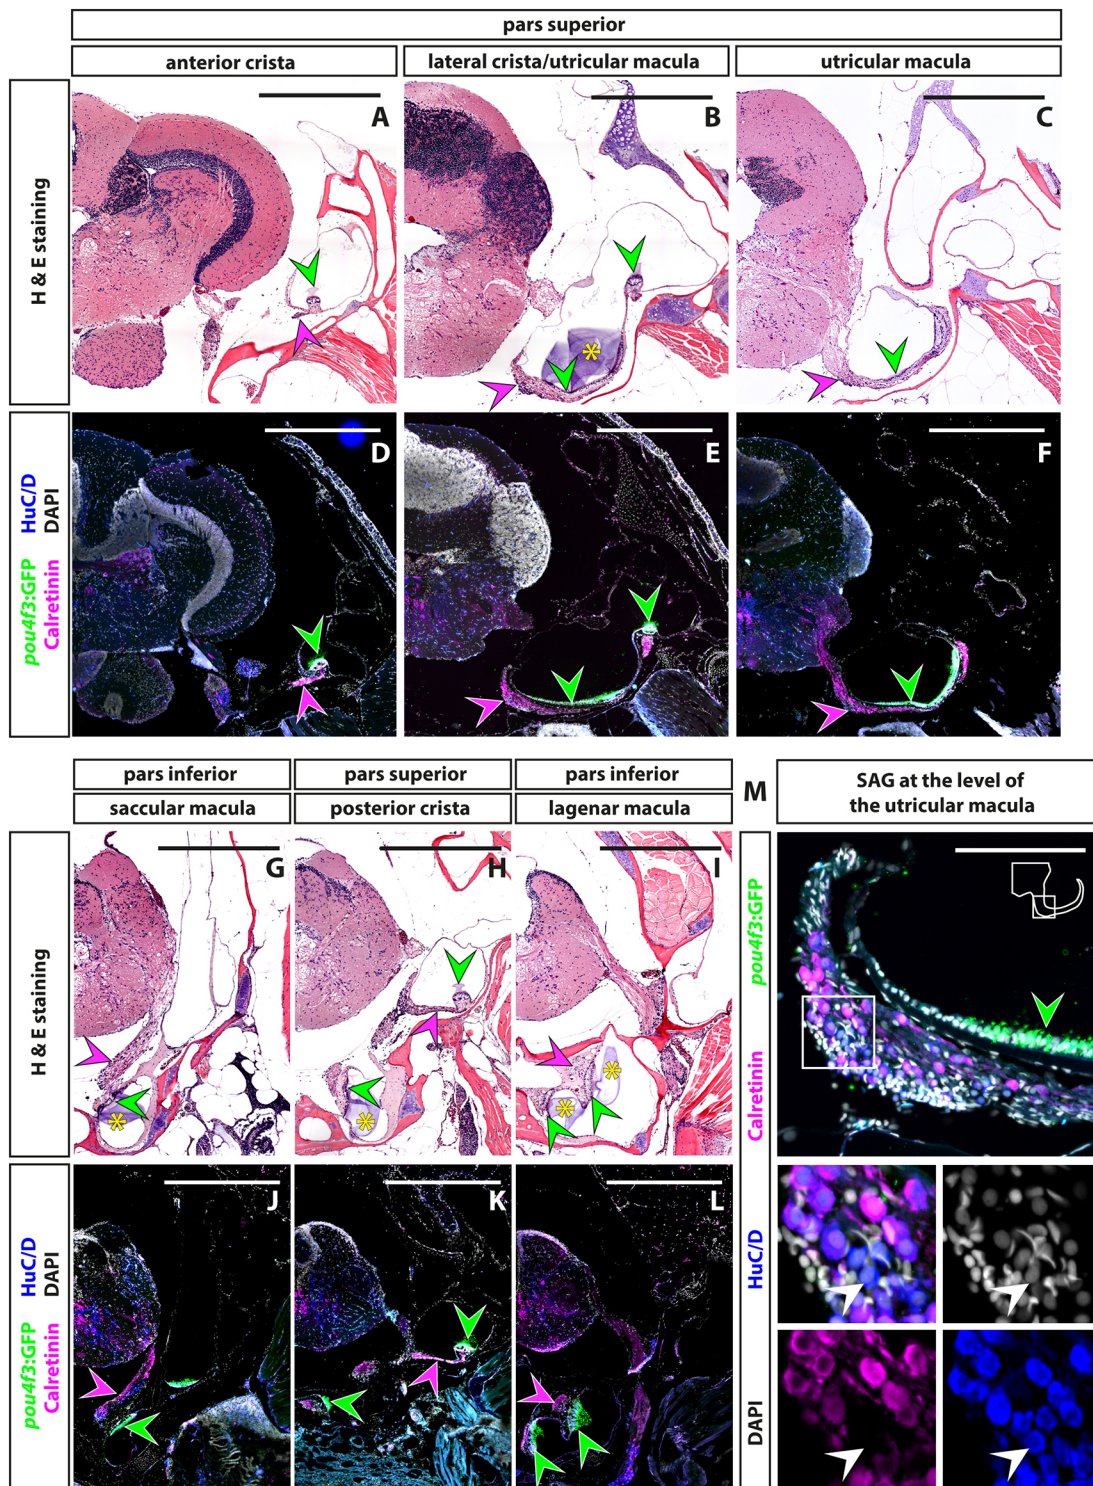 pars superior
anterior crista
lateral crista/utricular macula
utricular macula
H & E staining
A
B
C
pou4f3:GFP HuC/D
Calretinin DAPI
D
E
F
pars inferior
pars superior
pars inferior
saccular macula
posterior crista
lagenar macula
M
SAG at the level of
the utricular macula
H & E staining
G
H
I
pou4f3:GFP HuC/D
Calretinin DAPI
J
K
L
DAPI HuC/D Calretinin pou4f3:GFP